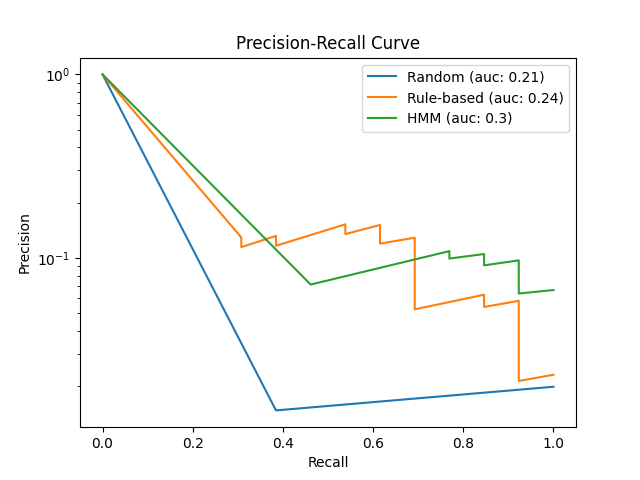 Precision-Recall Curve
Random (auc: 0.21)
Rule-based (auc: 0.24)
HMM (auc: 0.3)
Precision
10⁰
10⁻¹
0.0 0.2 0.4 0.6 0.8 1.0
Recall